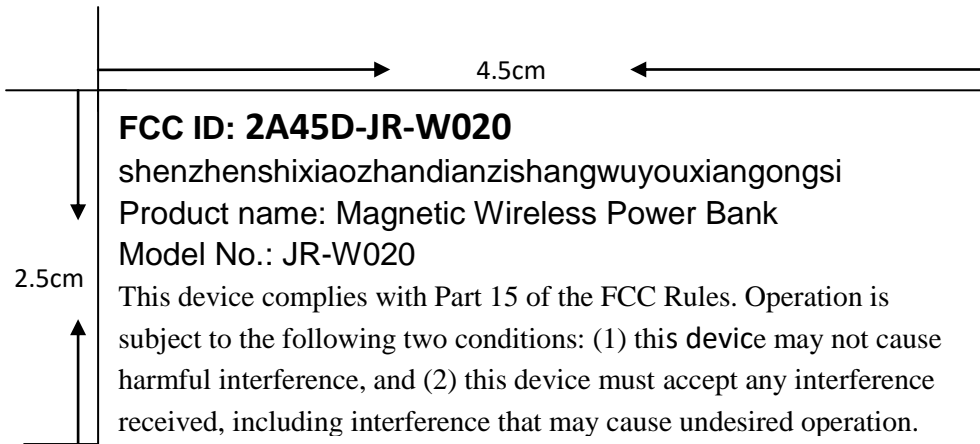 4.5cm
FCC ID: 2A45D-JR-W020
shenzhenshixiaozhandianzishangwuyouxiangongsi
Product name: Magnetic Wireless Power Bank
Model No.: JR-W020
2.5cm
This device complies with Part 15 of the FCC Rules. Operation is
subject to the following two conditions: (1) this device may not cause
harmful interference, and (2) this device must accept any interference
received, including interference that may cause undesired operation.